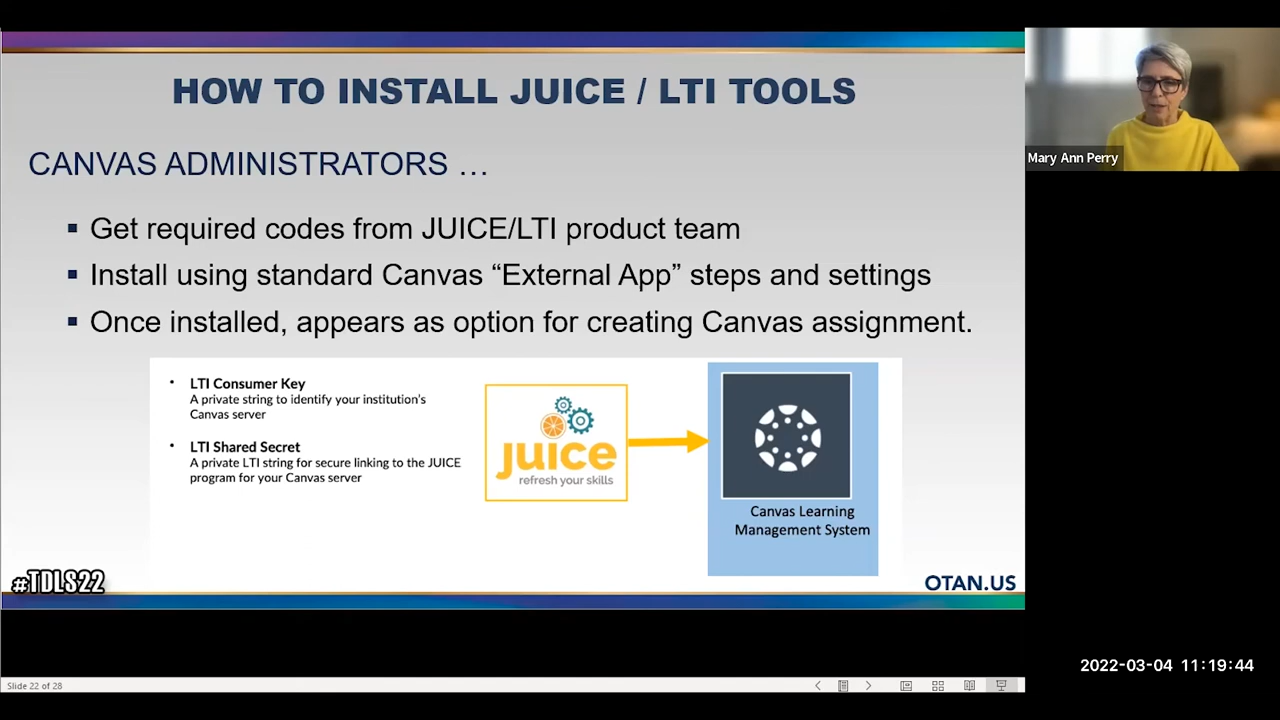 HOW TO INSTALL JUICE / LTI TOOLS
CANVAS ADMINISTRATORS …
▪ Get required codes from JUICE/LTI product team
▪ Install using standard Canvas “External App” steps and settings
▪ Once installed, appears as option for creating Canvas assignment.
• LTI Consumer Key
A private string to identify your institution's
Canvas server
• LTI Shared Secret
A private LTI string for secure linking to the JUICE
program for your Canvas server
juice
refresh your skills
Canvas Learning
Management System
#TDLS22
OTAN.US
Mary Ann Perry
2022-03-04 11:19:44
Slide 22 of 28